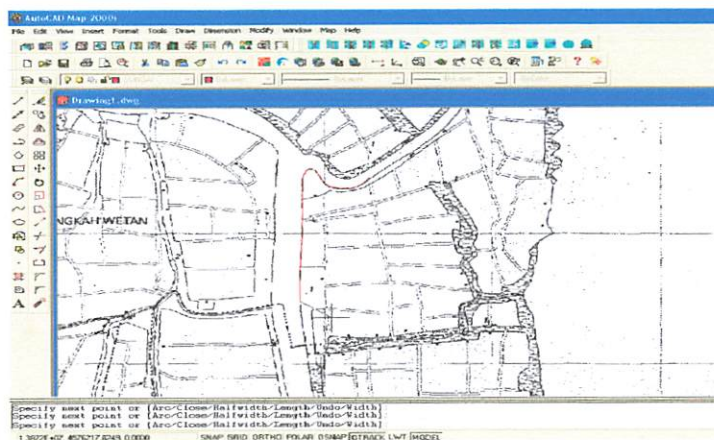 AutoCAD Map 2000i
File Edit View Insert Format Tools Draw Dimension Modify Window Map Help
Drawing1.dwg
NGKAH WETAN
Specify next point or [Arc/Close/Halfwidth/Length/Undo/Width]
Specify next point or [Arc/Close/Halfwidth/Length/Undo/Width]
Specify next point or [Arc/Close/Halfwidth/Length/Undo/Width]
SNAP GRID ORTHO POLAR OSNAP OTRACK LWT MODEL